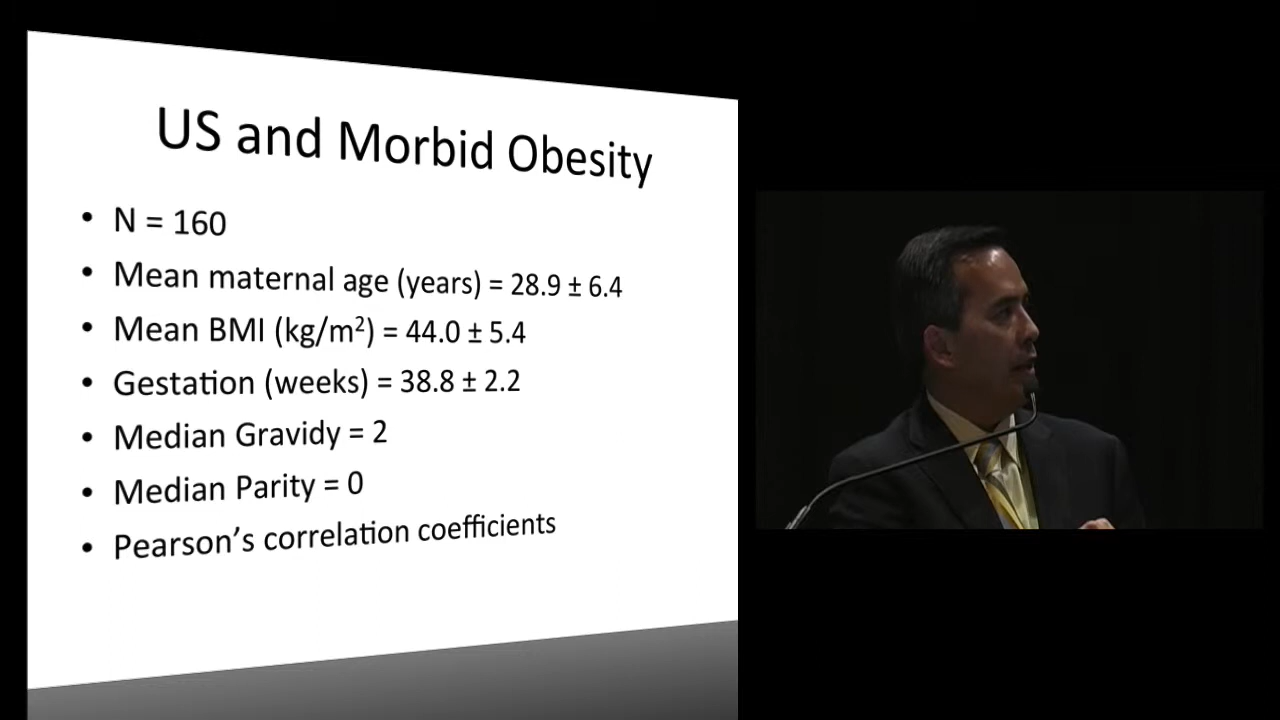 US and Morbid Obesity
• N = 160
• Mean maternal age (years) = 28.9 ± 6.4
• Mean BMI (kg/m²) = 44.0 ± 5.4
• Gestation (weeks) = 38.8 ± 2.2
• Median Gravidy = 2
• Median Parity = 0
• Pearson’s correlation coefficients